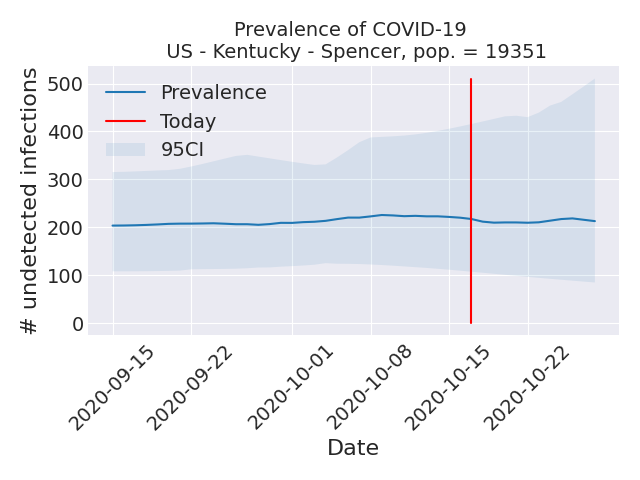 Prevalence of COVID-19
US - Kentucky - Spencer, pop. = 19351
# undetected infections
500
400
300
200
100
0
Prevalence
Today
95CI
2020-09-15
2020-09-22
2020-10-01
2020-10-08
2020-10-15
2020-10-22
Date